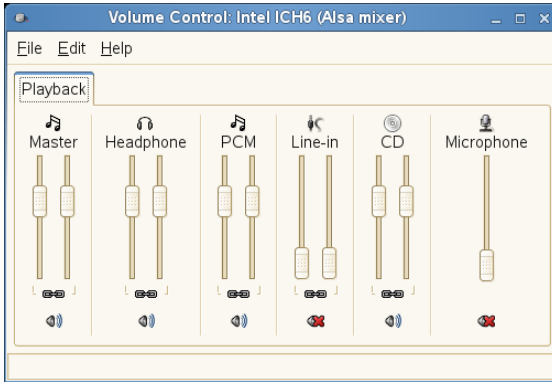 Volume Control: Intel ICH6 (Alsa mixer)
File Edit Help
Playback
Master Headphone PCM Line-in CD Microphone